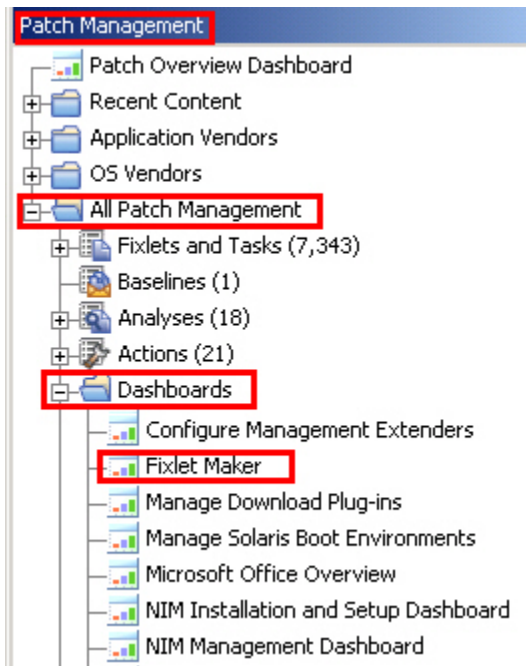 Patch Management
Patch Overview Dashboard
Recent Content
Application Vendors
OS Vendors
All Patch Management
Fixlets and Tasks (7,343)
Baselines (1)
Analyses (18)
Actions (21)
Dashboards
Configure Management Extenders
Fixlet Maker
Manage Download Plug-ins
Manage Solaris Boot Environments
Microsoft Office Overview
NIM Installation and Setup Dashboard
NIM Management Dashboard